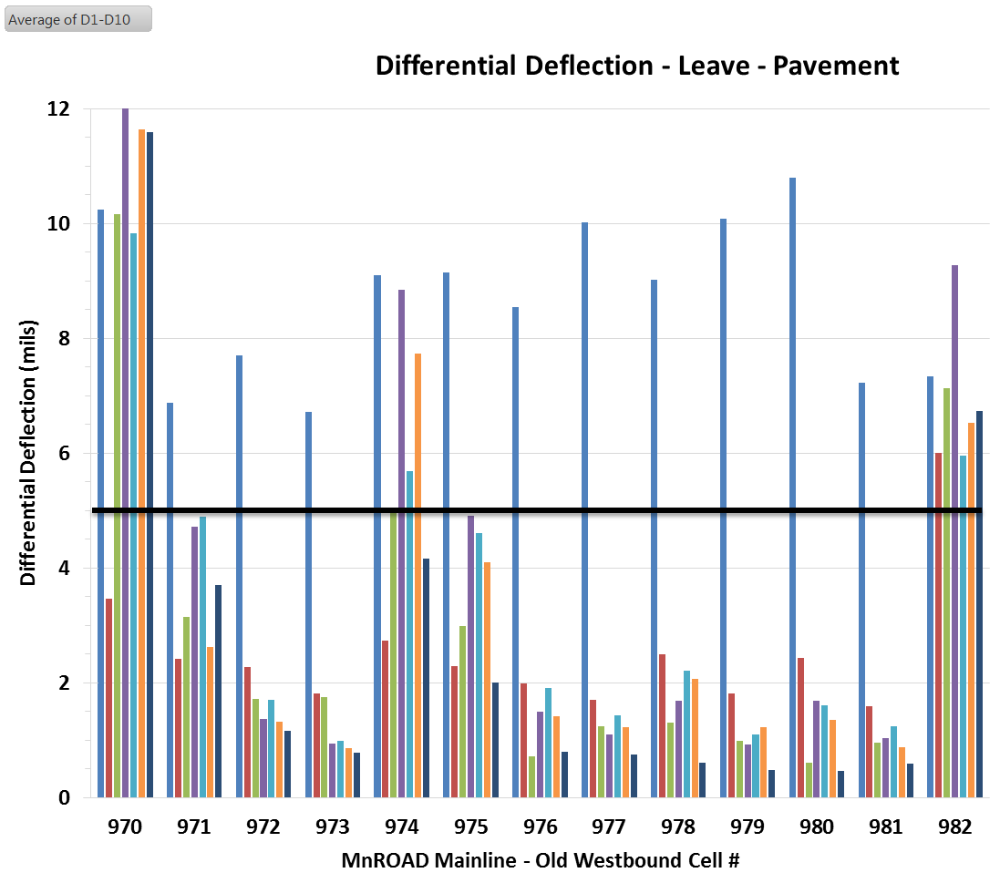 Average of D1-D10
Differential Deflection - Leave - Pavement
Differential Deflection (mils)
12
10
8
6
4
2
0
970 971 972 973 974 975 976 977 978 979 980 981 982
MnROAD Mainline - Old Westbound Cell #